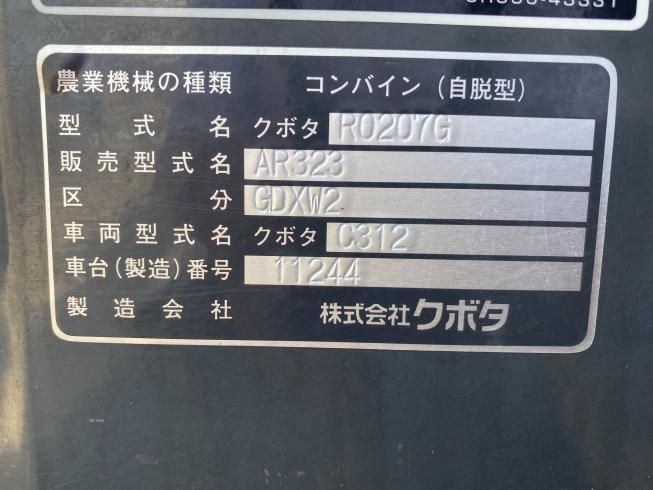 農業機械の種類 コンバイン（自脱型）
型式名 クボタ R0207G
販売型式名 AR323
区分 GDXW2
車両型式名 クボタ C312
車台(製造)番号 11244
製造会社 株式会社クボタ